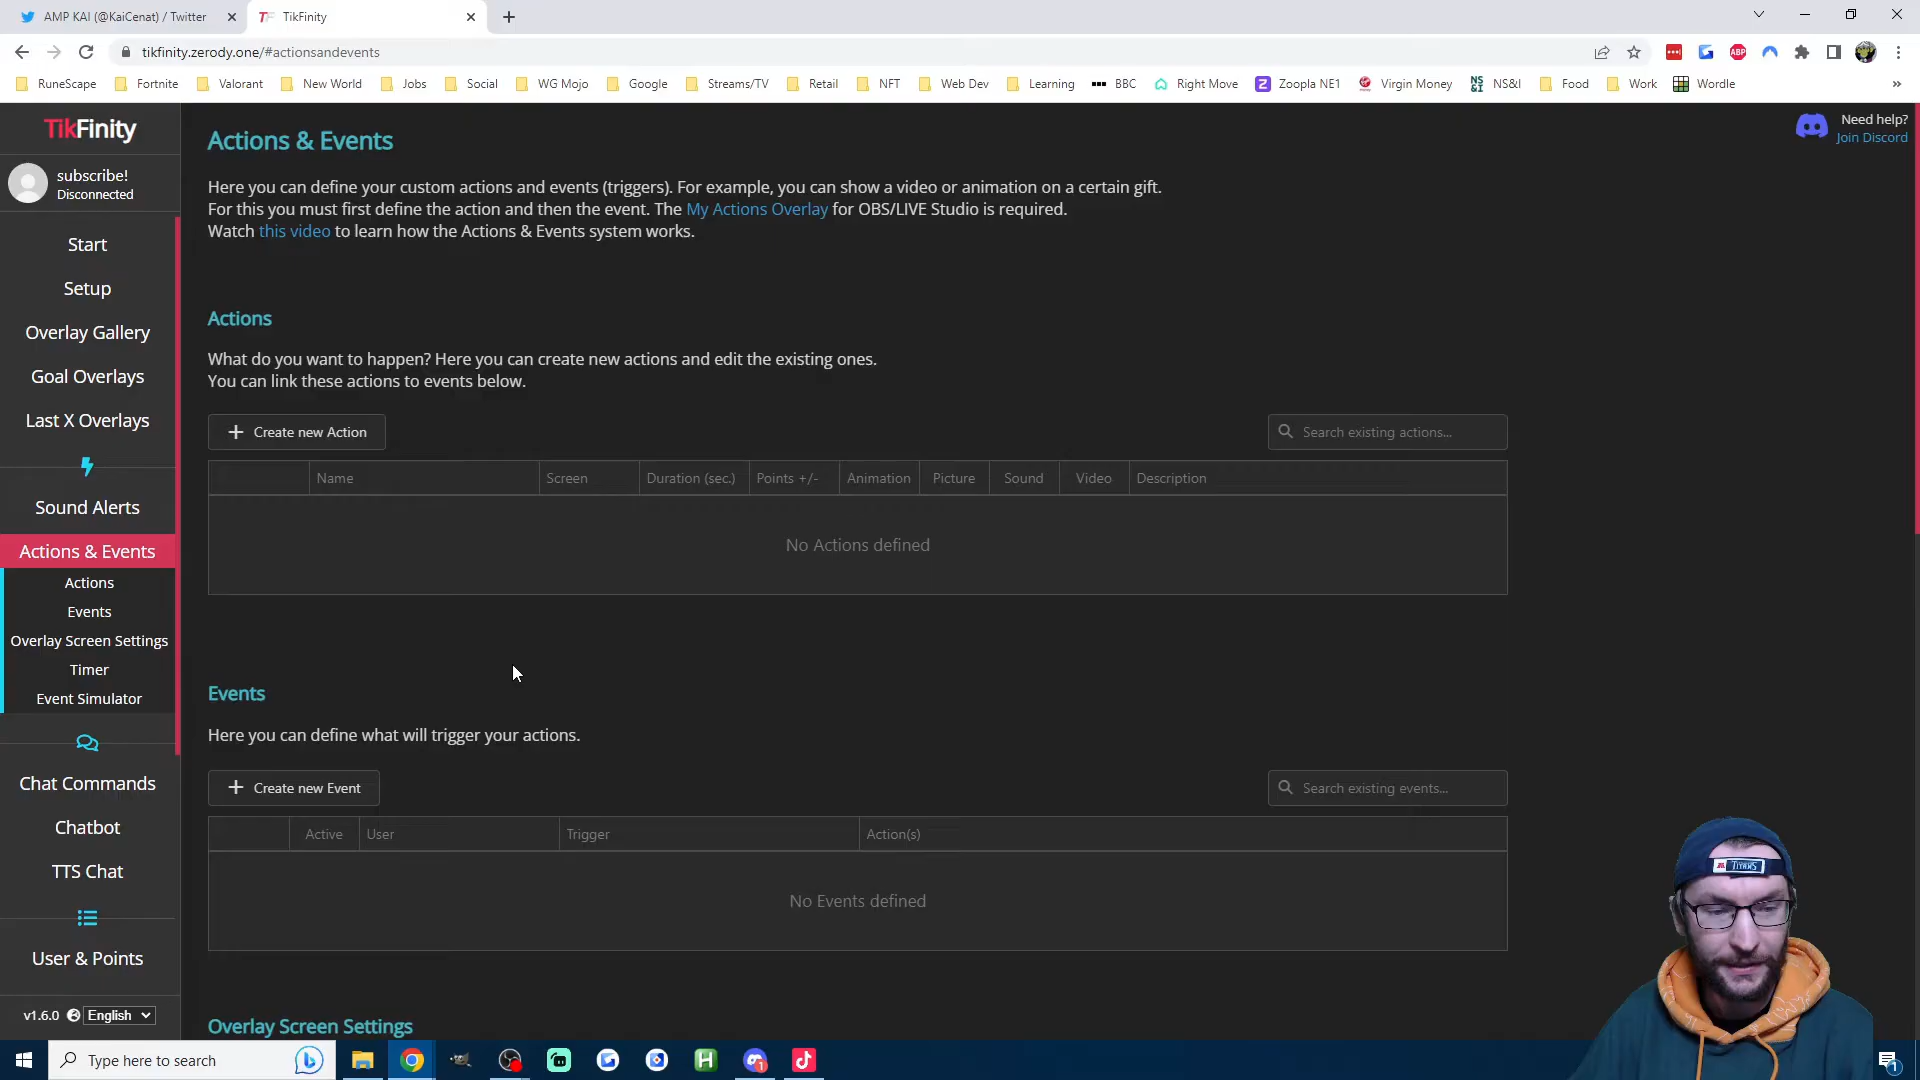 AMP KAI (@KaiCenat) / Twitter
TikFinity
tikfinity.zerody.one/#actionsandevents
ABP
RuneScape
Fortnite
Valorant
New World
Jobs
Social
WG Mojo
Google
Streams/TV
Retail
NFT
Web Dev
Learning
BBC
Right Move
Zoopla NE1
Virgin Money
NS&I
Food
Work
Wordle
TikFinity
subscribe!
Disconnected
Start
Setup
Overlay Gallery
Goal Overlays
Last X Overlays
Sound Alerts
Actions & Events
Actions
Events
Overlay Screen Settings
Timer
Event Simulator
Chat Commands
Chatbot
TTS Chat
User & Points
v1.6.0
English
Need help?
Join Discord
Actions & Events
Here you can define your custom actions and events (triggers). For example, you can show a video or animation on a certain gift.
For this you must first define the action and then the event. The My Actions Overlay for OBS/LIVE Studio is required.
Watch this video to learn how the Actions & Events system works.
Actions
What do you want to happen? Here you can create new actions and edit the existing ones.
You can link these actions to events below.
+ Create new Action
Search existing actions...
Name Screen Duration (sec.) Points +/- Animation Picture Sound Video Description
No Actions defined
Events
Here you can define what will trigger your actions.
+ Create new Event
Search existing events...
Active User Trigger Action(s)
No Events defined
Overlay Screen Settings
TITANS
Type here to search